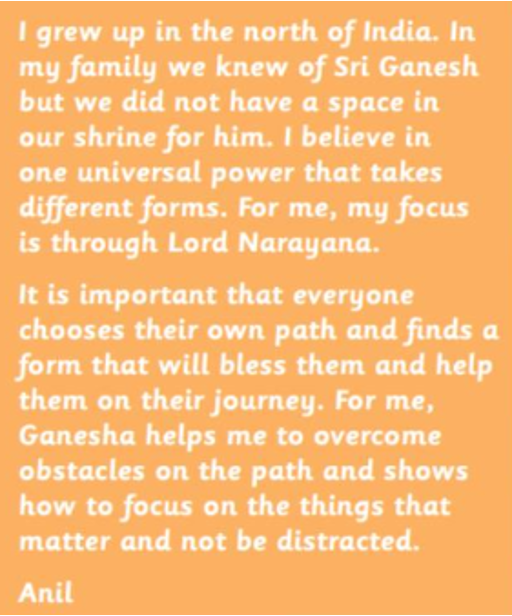 I grew up in the north of India. In
my family we knew of Sri Ganesh
but we did not have a space in
our shrine for him. I believe in
one universal power that takes
different forms. For me, my focus
is through Lord Narayana.
It is important that everyone
chooses their own path and finds a
form that will bless them and help
them on their journey. For me,
Ganesha helps me to overcome
obstacles on the path and shows
how to focus on the things that
matter and not be distracted.
Anil